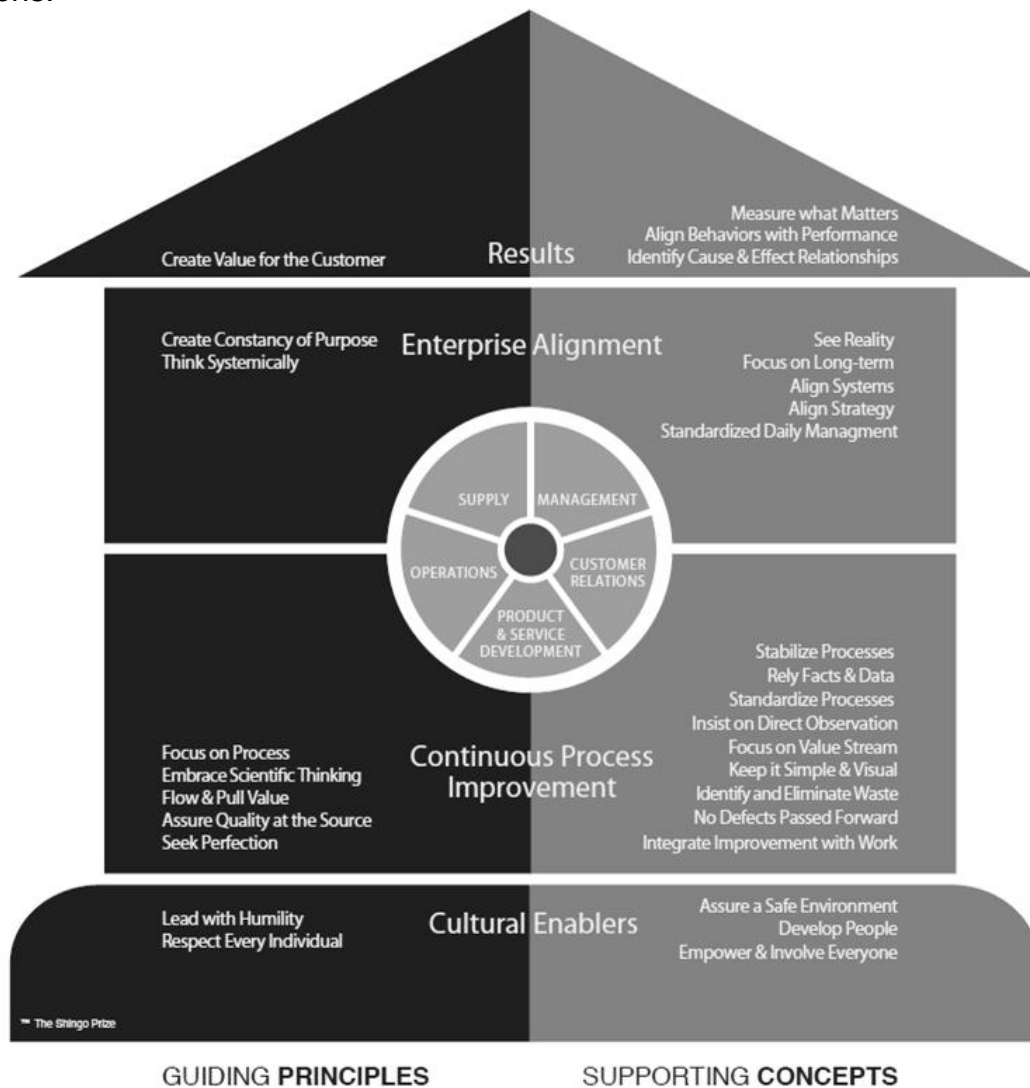 Create Value for the Customer
Results
Measure what Matters
Align Behaviors with Performance
Identify Cause & Effect Relationships
Create Constancy of Purpose
Think Systemically
Enterprise Alignment
See Reality
Focus on Long-term
Align Systems
Align Strategy
Standardized Daily Managment
SUPPLY
MANAGEMENT
OPERATIONS
CUSTOMER
RELATIONS
PRODUCT
& SERVICE
DEVELOPMENT
Focus on Process
Embrace Scientific Thinking
Flow & Pull Value
Assure Quality at the Source
Seek Perfection
Continuous Process
Improvement
Stabilize Processes
Rely Facts & Data
Standardize Processes
Insist on Direct Observation
Focus on Value Stream
Keep it Simple & Visual
Identify and Eliminate Waste
No Defects Passed Forward
Integrate Improvement with Work
Lead with Humility
Respect Every Individual
Cultural Enablers
Assure a Safe Environment
Develop People
Empower & Involve Everyone
™ The Shingo Prize
GUIDING PRINCIPLES
SUPPORTING CONCEPTS